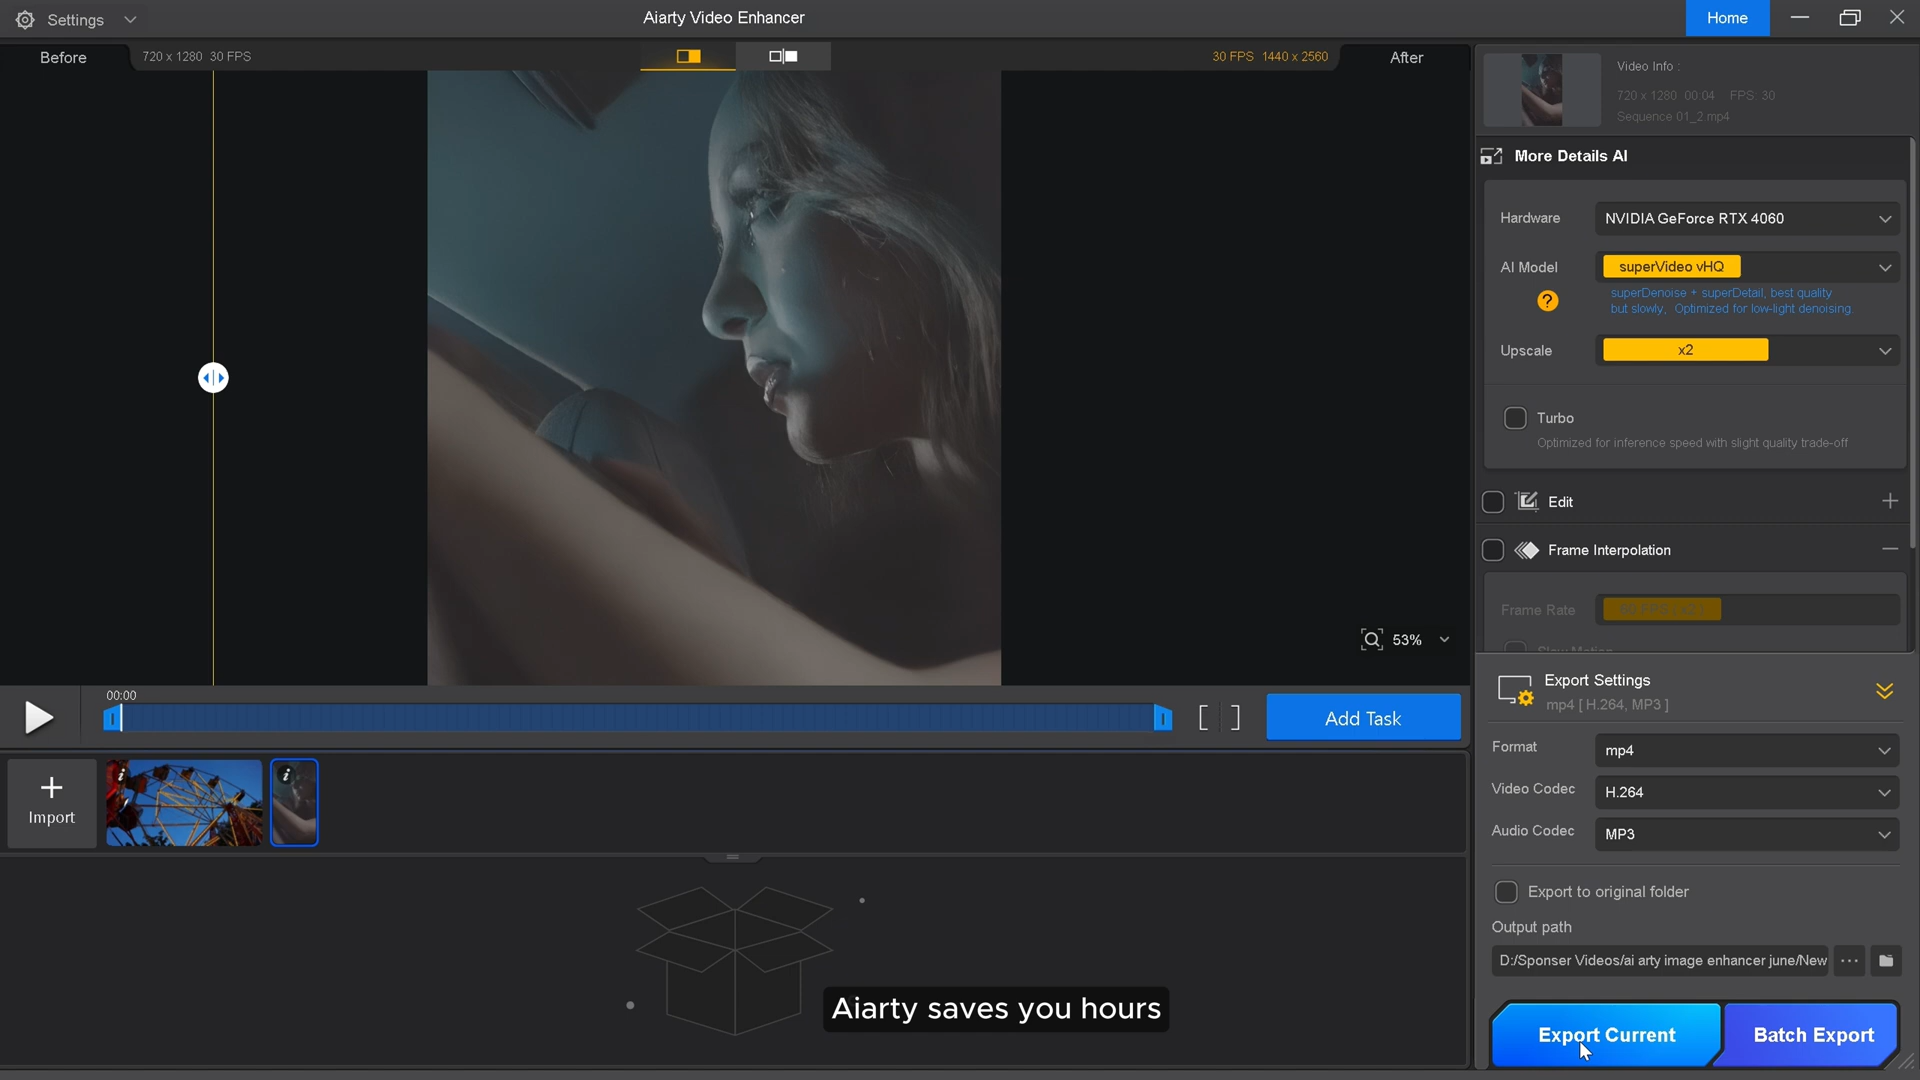 Settings
Aiarty Video Enhancer
Home
Before
720 x 1280 30 FPS
30 FPS 1440 x 2560
After
Video Info :
720 x 1280 00:04 FPS: 30
Sequence 01_2.mp4
More Details AI
Hardware
NVIDIA GeForce RTX 4060
AI Model
superVideo vHQ
?
superDenoise + superDetail, best quality
but slowly, Optimized for low-light denoising.
Upscale
x2
Turbo
Optimized for inference speed with slight quality trade-off
Edit
Frame Interpolation
Frame Rate
60 FPS ( x2 )
Slow Motion
53%
00:00
Add Task
Import
Export Settings
mp4 [ H.264, MP3 ]
Format
mp4
Video Codec
H.264
Audio Codec
MP3
Export to original folder
Output path
D:/Sponser Videos/ai arty image enhancer june/New
...
Aiarty saves you hours
Export Current
Batch Export